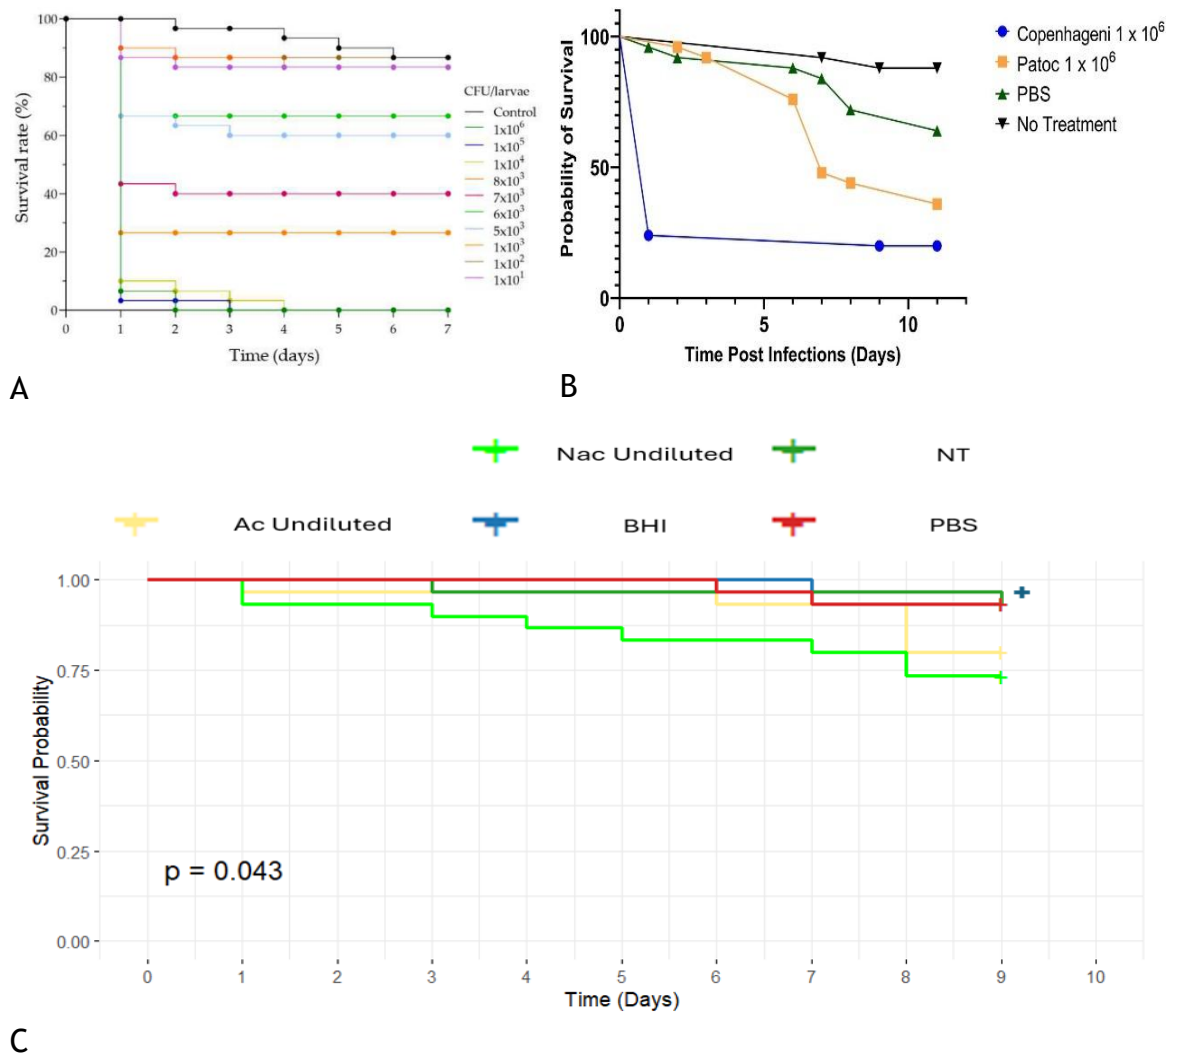 100
80
60
40
20
0
0 1 2 3 4 5 6 7
Survival rate (%)
Time (days)
CFU/larvae
Control
1x10⁶
1x10⁵
1x10⁴
8x10³
7x10³
6x10³
5x10³
1x10³
1x10²
1x10¹
A
100
50
0
0 5 10
Probability of Survival
Time Post Infections (Days)
Copenhageni 1 x 10⁶
Patoc 1 x 10⁶
PBS
No Treatment
B
Nac Undiluted NT
Ac Undiluted BHI PBS
1.00
0.75
0.50
0.25
0.00
Survival Probability
p = 0.043
0 1 2 3 4 5 6 7 8 9 10
Time (Days)
C